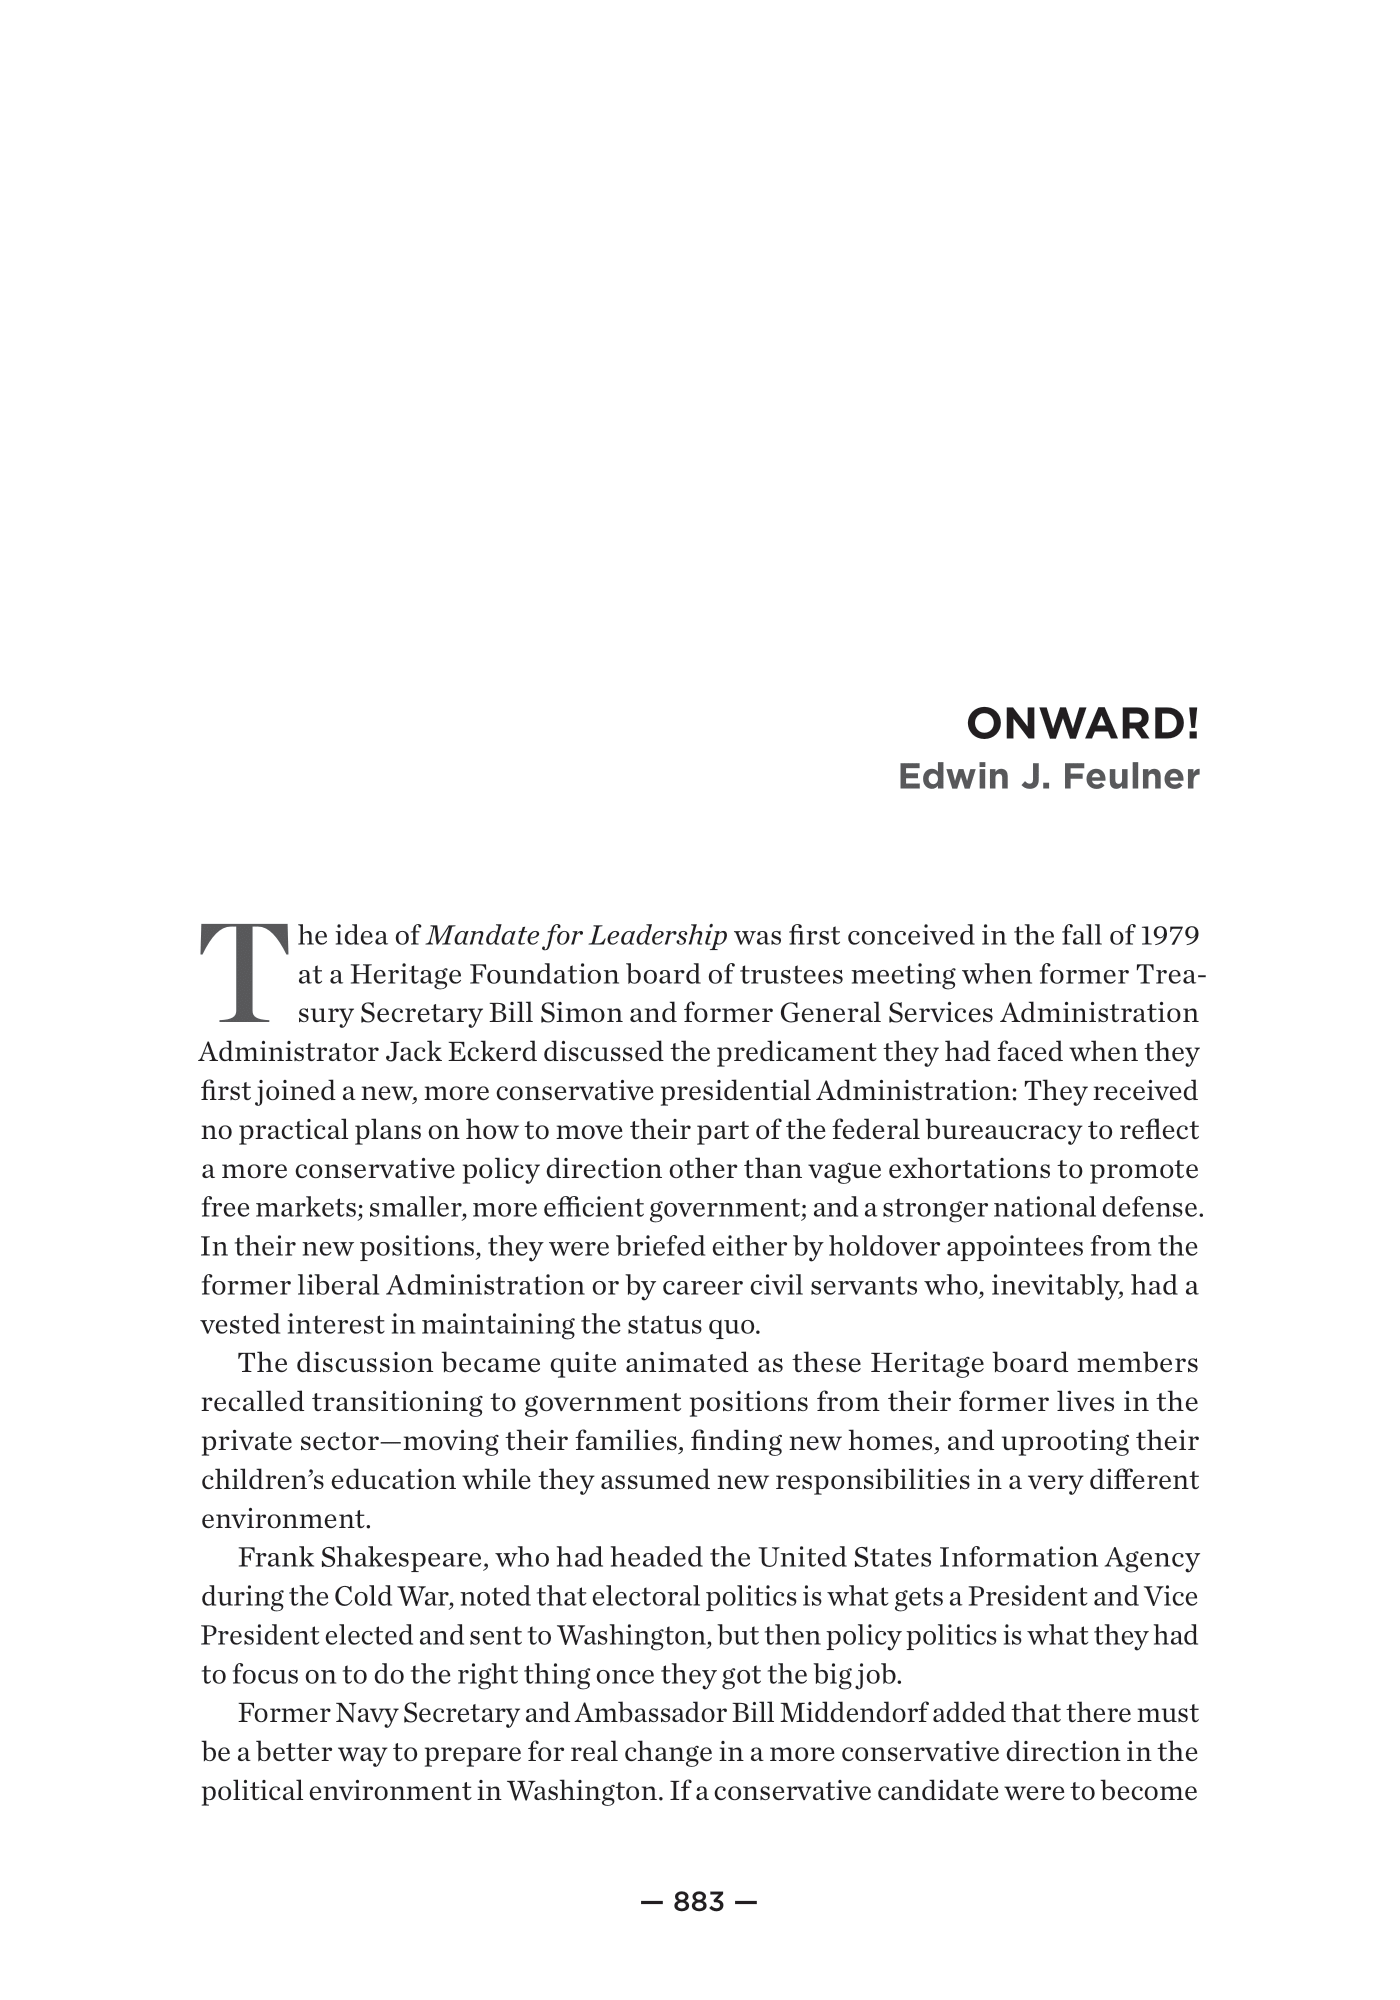 ONWARD!
Edwin J. Feulner
The idea of Mandate for Leadership was first conceived in the fall of 1979
at a Heritage Foundation board of trustees meeting when former Trea-
sury Secretary Bill Simon and former General Services Administration
Administrator Jack Eckerd discussed the predicament they had faced when they
first joined a new, more conservative presidential Administration: They received
no practical plans on how to move their part of the federal bureaucracy to reflect
a more conservative policy direction other than vague exhortations to promote
free markets; smaller, more efficient government; and a stronger national defense.
In their new positions, they were briefed either by holdover appointees from the
former liberal Administration or by career civil servants who, inevitably, had a
vested interest in maintaining the status quo.
The discussion became quite animated as these Heritage board members
recalled transitioning to government positions from their former lives in the
private sector—moving their families, finding new homes, and uprooting their
children’s education while they assumed new responsibilities in a very different
environment.
Frank Shakespeare, who had headed the United States Information Agency
during the Cold War, noted that electoral politics is what gets a President and Vice
President elected and sent to Washington, but then policy politics is what they had
to focus on to do the right thing once they got the big job.
Former Navy Secretary and Ambassador Bill Middendorf added that there must
be a better way to prepare for real change in a more conservative direction in the
political environment in Washington. If a conservative candidate were to become
— 883 —